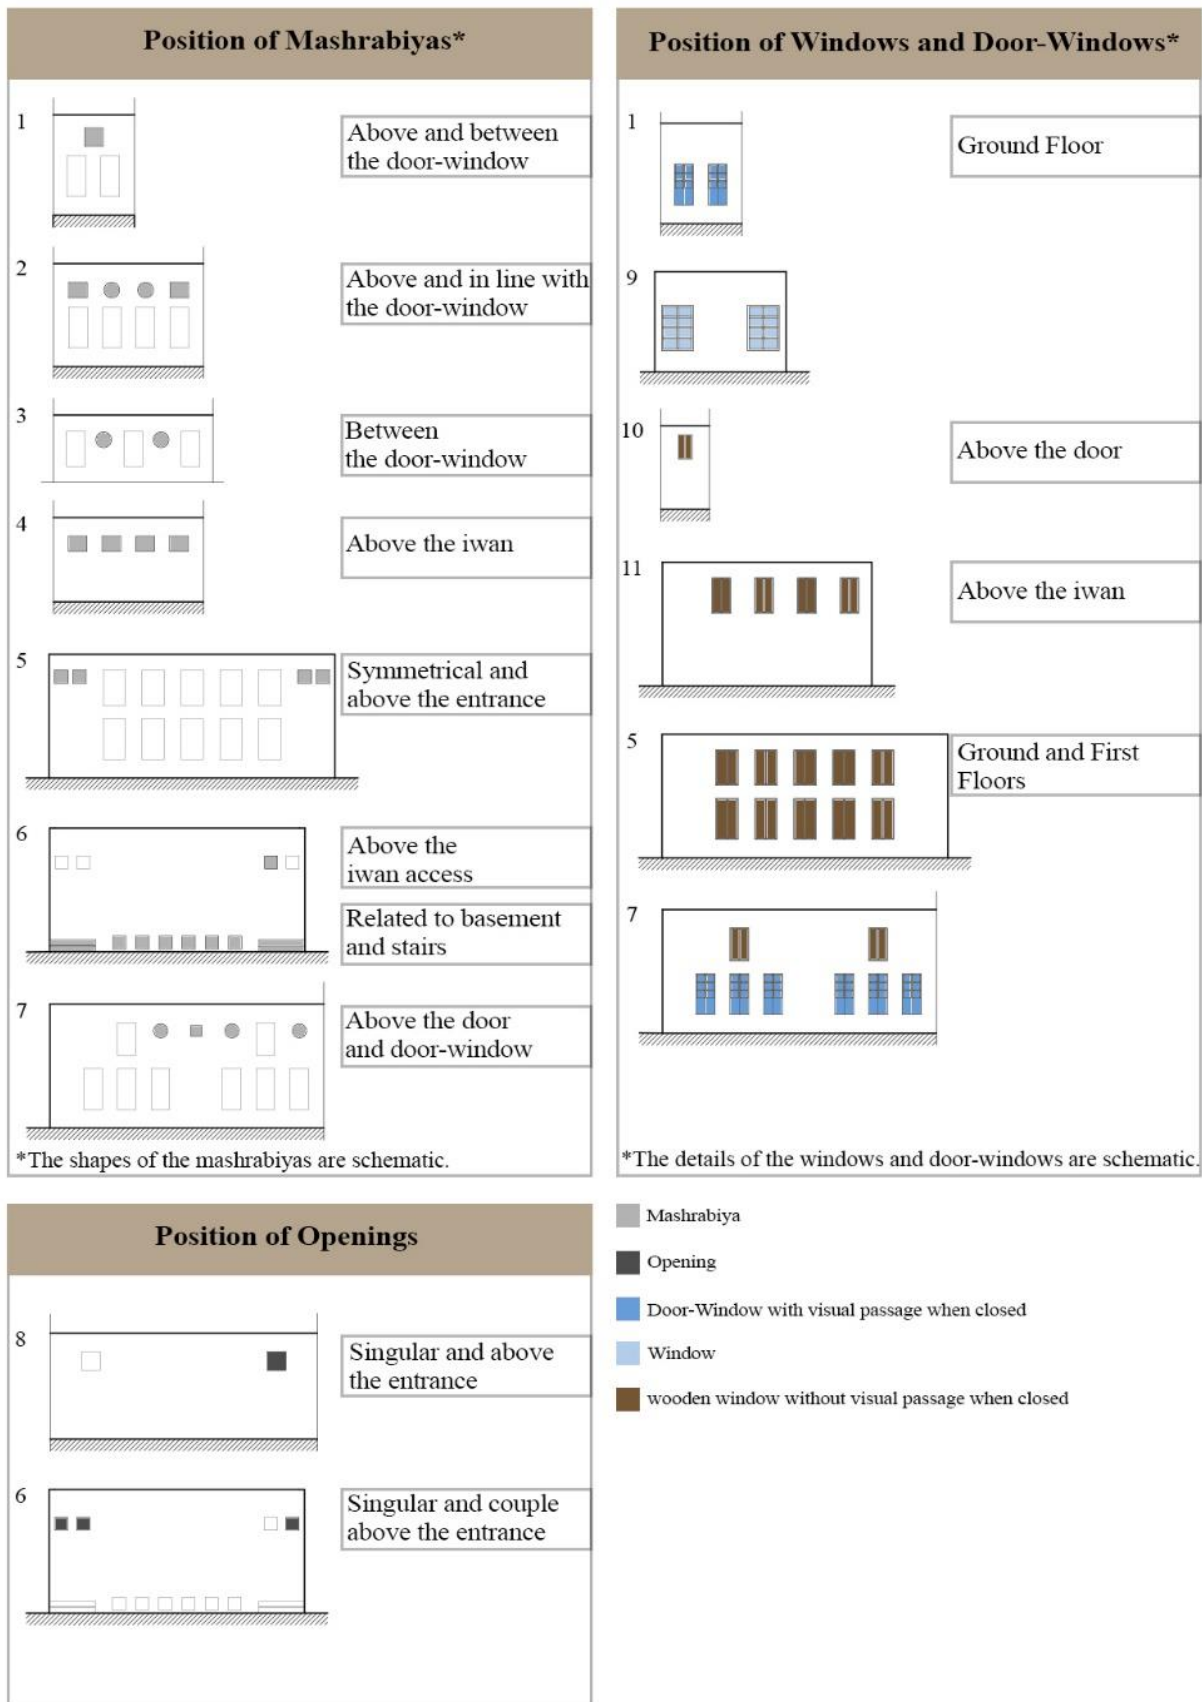 Position of Mashrabiyas*
1
Above and between
the door-window
2
Above and in line with
the door-window
3
Between
the door-window
4
Above the iwan
5
Symmetrical and
above the entrance
6
Above the
iwan access
Related to basement
and stairs
7
Above the door
and door-window
*The shapes of the mashrabiyas are schematic.
Position of Windows and Door-Windows*
1
Ground Floor
9
10
Above the door
11
Above the iwan
5
Ground and First
Floors
7
*The details of the windows and door-windows are schematic.
Position of Openings
8
Singular and above
the entrance
6
Singular and couple
above the entrance
Mashrabiya
Opening
Door-Window with visual passage when closed
Window
wooden window without visual passage when closed